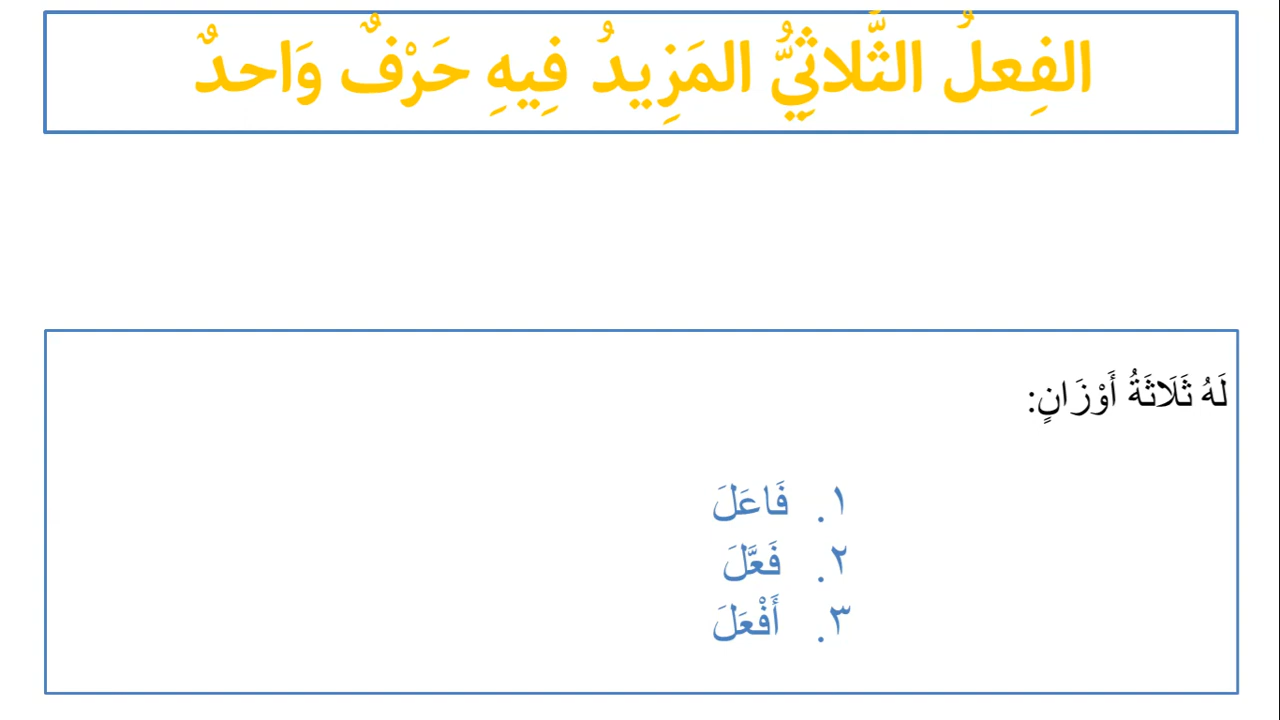 الفِعلُ الثَّلاثِيُّ المَزِيدُ فِيهِ حَرْفٌ وَاحدٌ
لَهُ ثَلَاثَةُ أَوْزَانٍ:
١. فَاعَلَ
٢. فَعَّلَ
٣. أَفْعَلَ